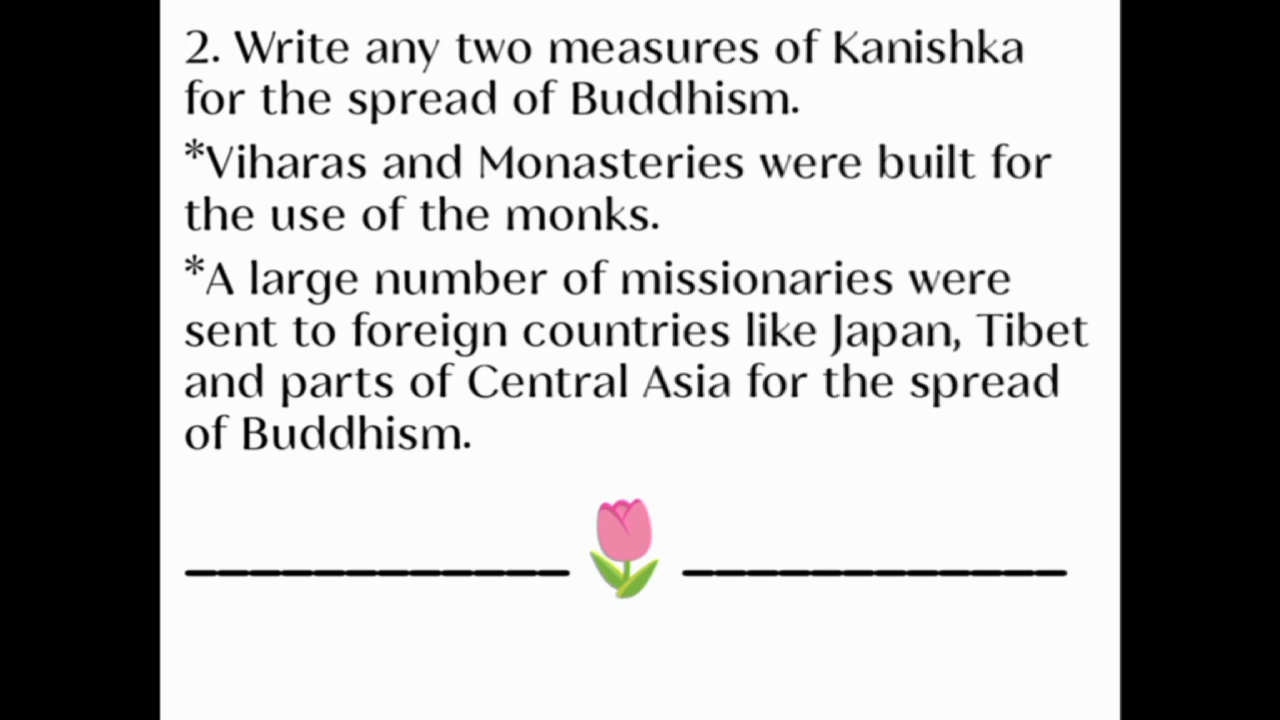 2. Write any two measures of Kanishka
for the spread of Buddhism.
*Viharas and Monasteries were built for
the use of the monks.
*A large number of missionaries were
sent to foreign countries like Japan, Tibet
and parts of Central Asia for the spread
of Buddhism.